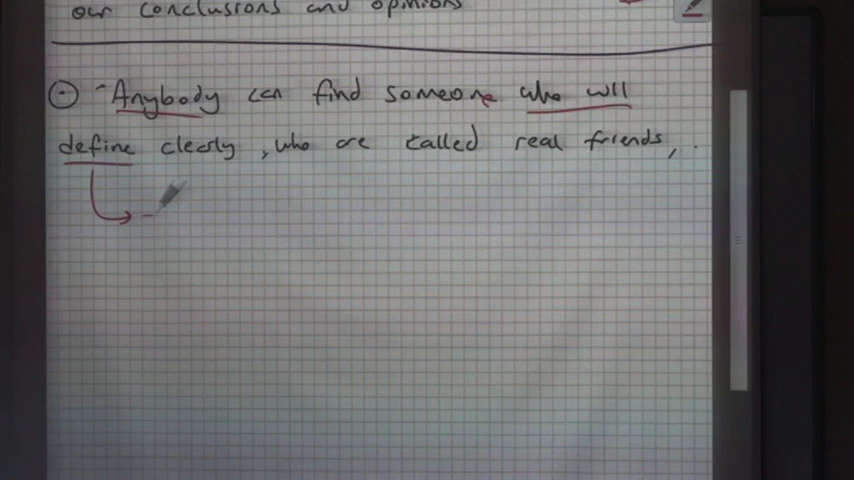 our conclusions and opinions
- Anybody can find someone who will
define clearly, who are called real friends,